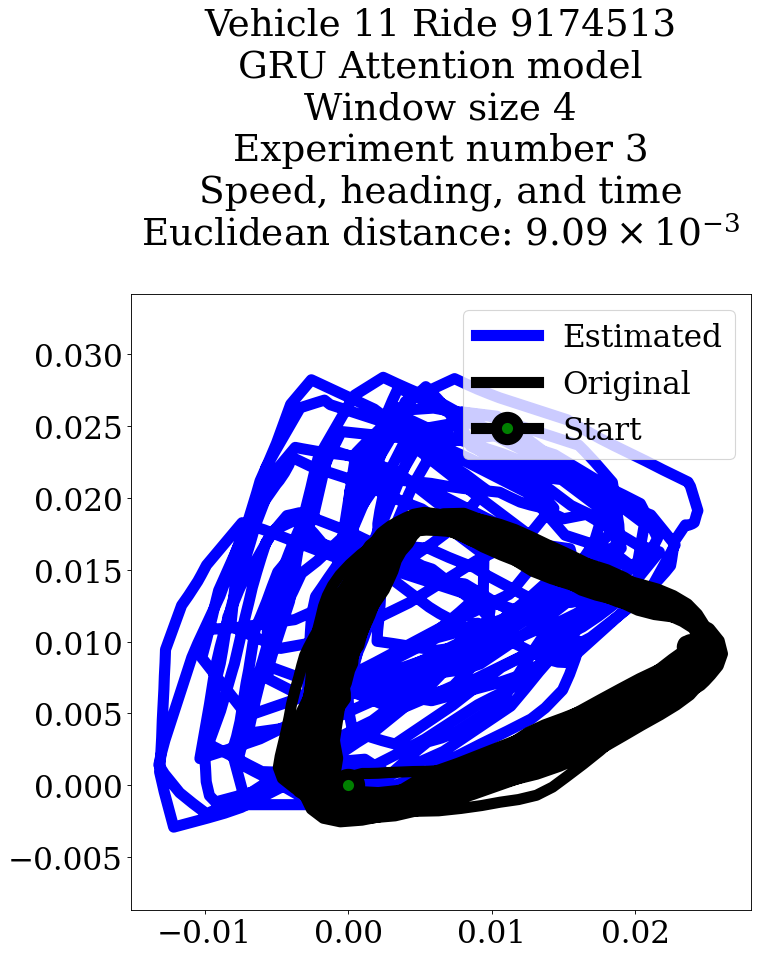 Vehicle 11 Ride 9174513
GRU Attention model
Window size 4
Experiment number 3
Speed, heading, and time
Euclidean distance: 9.09 × 10⁻³
Estimated
Original
Start
0.030
0.025
0.020
0.015
0.010
0.005
0.000
−0.005
−0.01 0.00 0.01 0.02